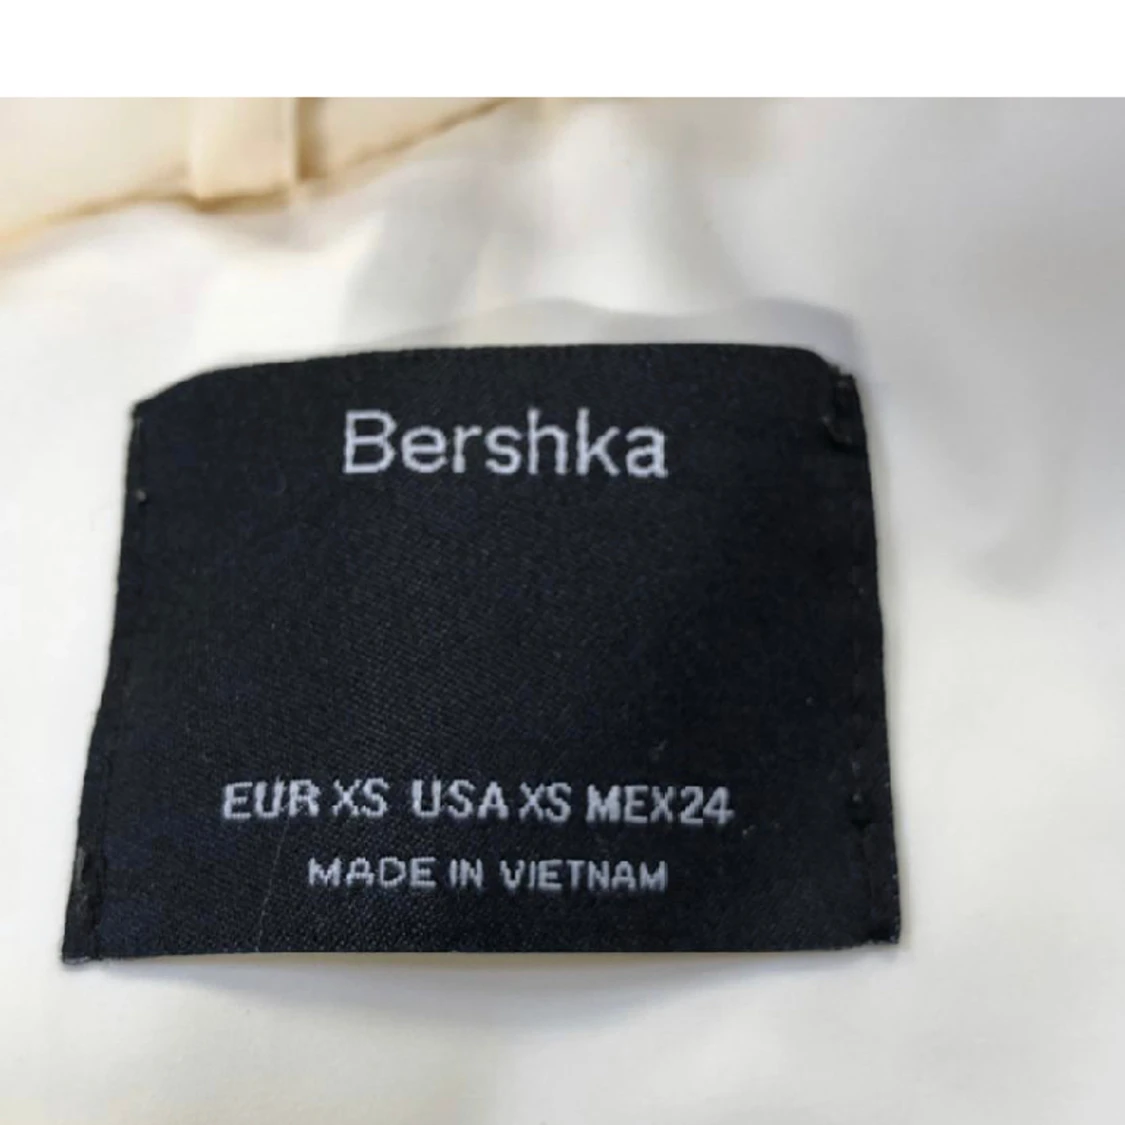 Bershka
EUR XS USA XS MEX24
MADE IN VIETNAM